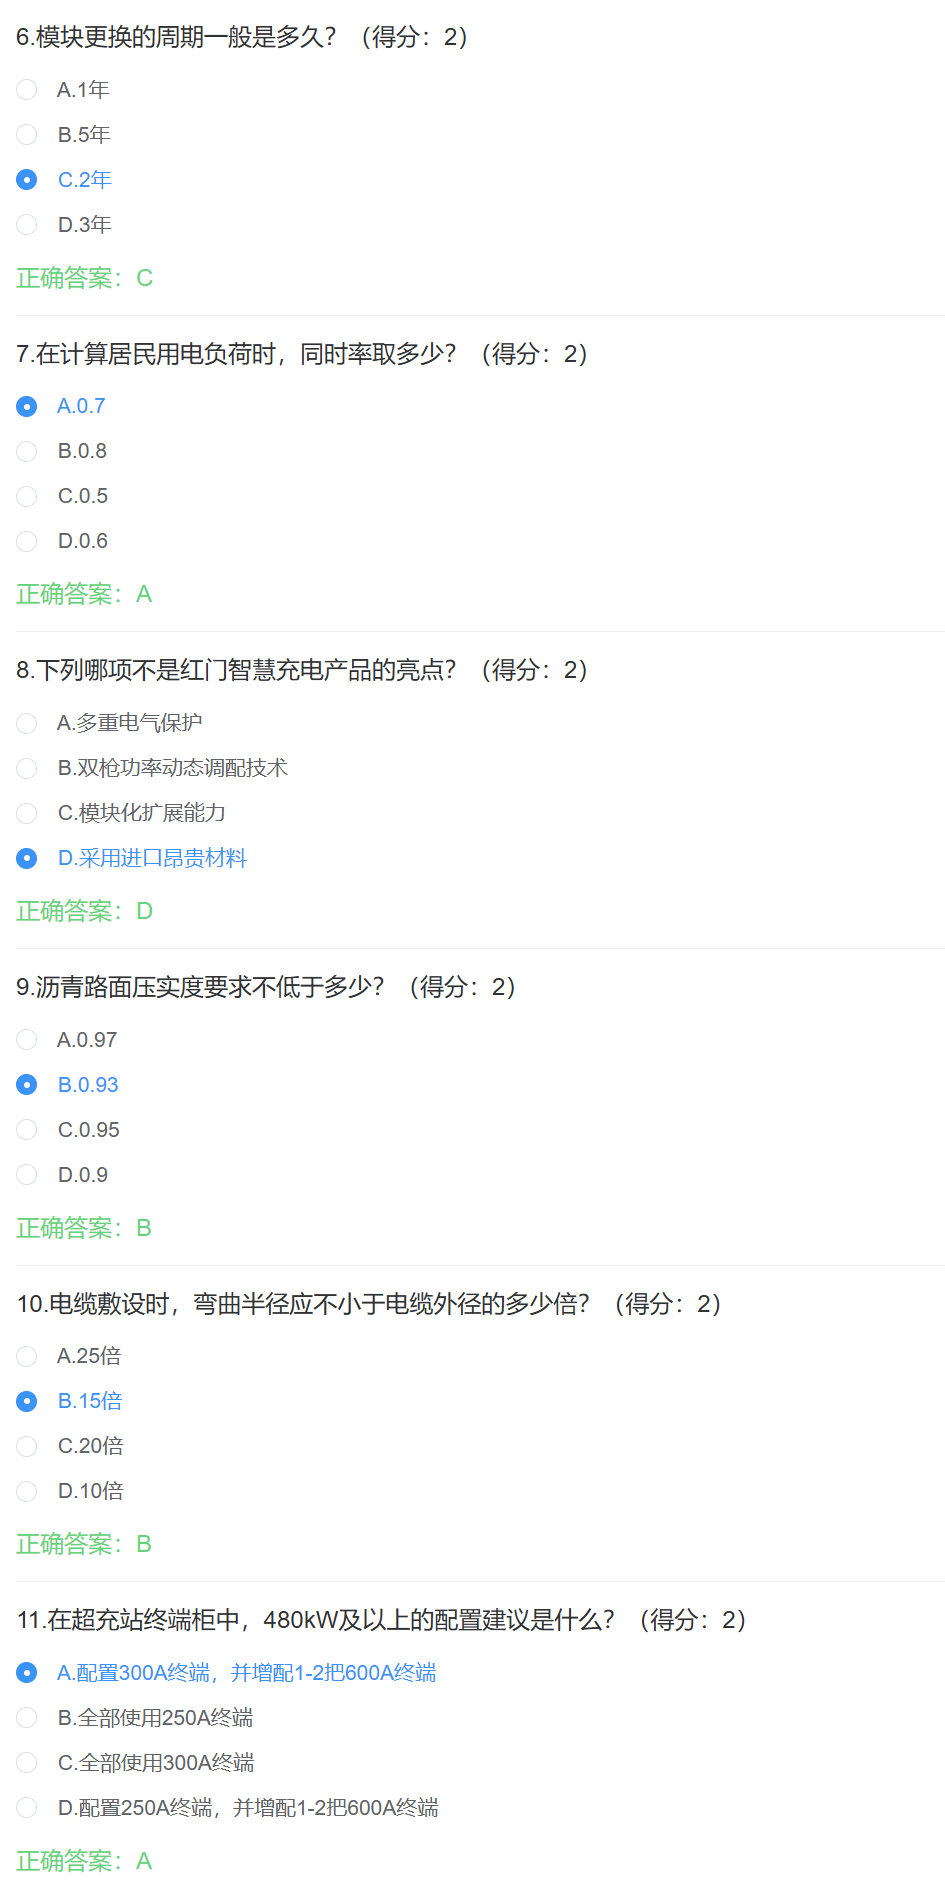 6.模块更换的周期一般是多久？（得分：2）
A.1年
B.5年
C.2年
D.3年
正确答案：C
7.在计算居民用电负荷时，同时率取多少？（得分：2）
A.0.7
B.0.8
C.0.5
D.0.6
正确答案：A
8.下列哪项不是红门智慧充电产品的亮点？（得分：2）
A.多重电气保护
B.双枪功率动态调配技术
C.模块化扩展能力
D.采用进口昂贵材料
正确答案：D
9.沥青路面压实度要求不低于多少？（得分：2）
A.0.97
B.0.93
C.0.95
D.0.9
正确答案：B
10.电缆敷设时，弯曲半径应不小于电缆外径的多少倍？（得分：2）
A.25倍
B.15倍
C.20倍
D.10倍
正确答案：B
11.在超充站终端柜中，480kW及以上的配置建议是什么？（得分：2）
A.配置300A终端，并增配1-2把600A终端
B.全部使用250A终端
C.全部使用300A终端
D.配置250A终端，并增配1-2把600A终端
正确答案：A